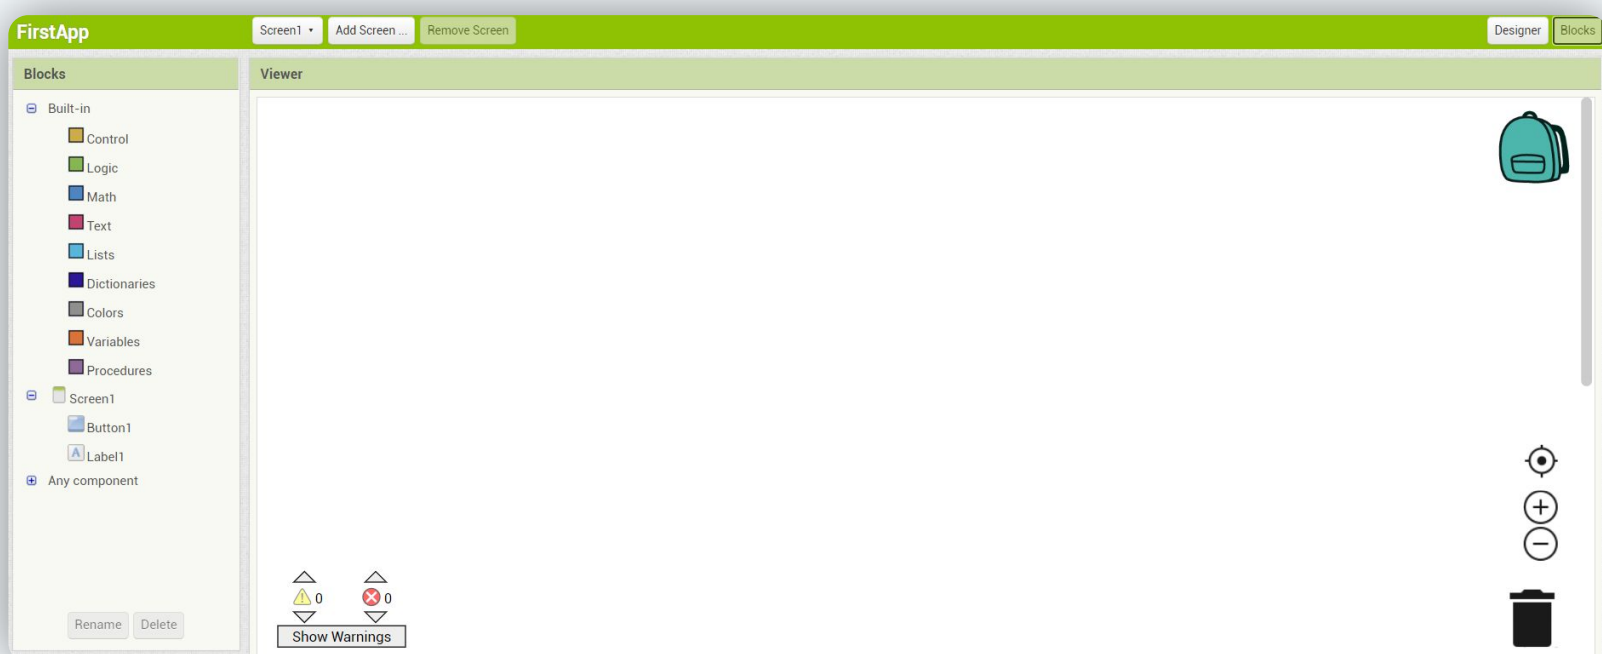 FirstApp
Screen1
Add Screen ...
Remove Screen
Designer
Blocks
Blocks
Viewer
Built-in
Control
Logic
Math
Text
Lists
Dictionaries
Colors
Variables
Procedures
Screen1
Button1
Label1
Any component
Rename
Delete
0
0
Show Warnings